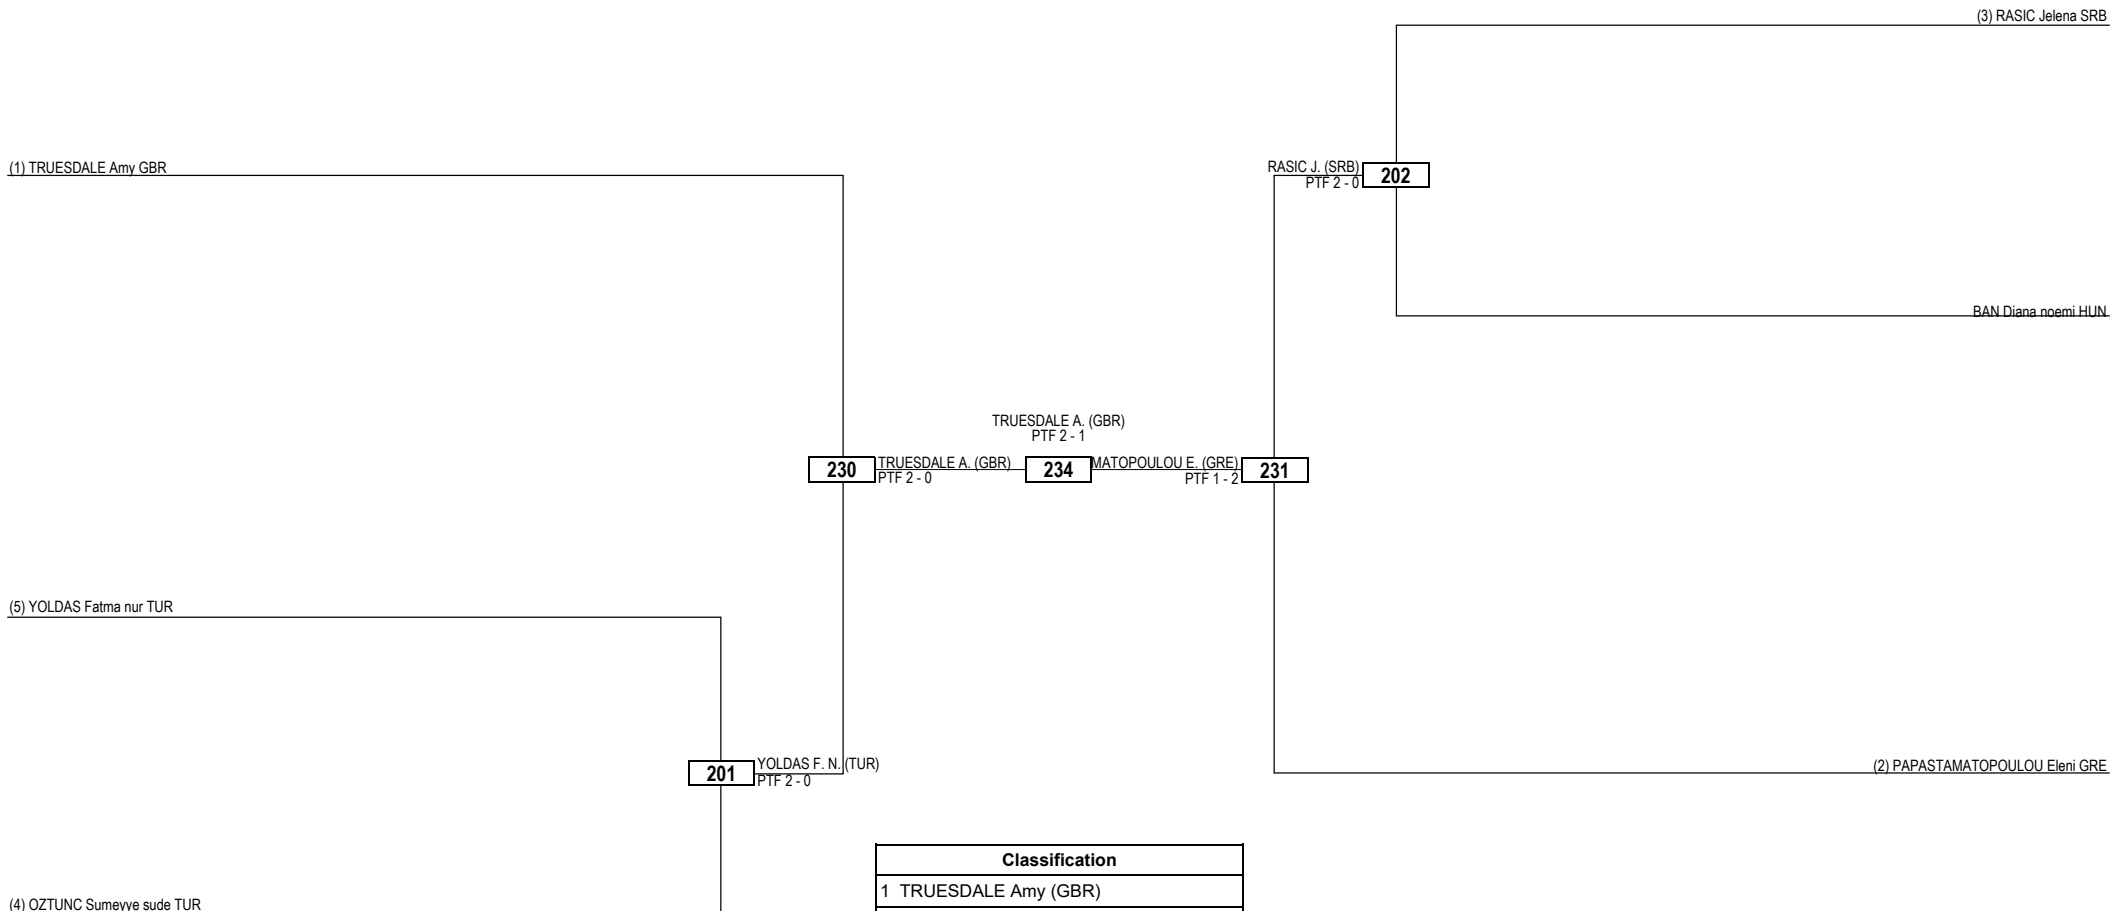 (3) RASIC Jelena SRB
(1) TRUESDALE Amy GBR
RASIC J. (SRB)
PTF 2 - 0
202
BAN Diana noemi HUN
TRUESDALE A. (GBR)
PTF 2 - 1
230
TRUESDALE A. (GBR)
PTF 2 - 0
234
MATOPOULOU E. (GRE)
PTF 1 - 2
231
(5) YOLDAS Fatma nur TUR
201
YOLDAS F. N. (TUR)
PTF 2 - 0
(2) PAPASTAMATOPOULOU Eleni GRE
Classification
1 TRUESDALE Amy (GBR)
(4) OZTUNC Sumeyye sude TUR